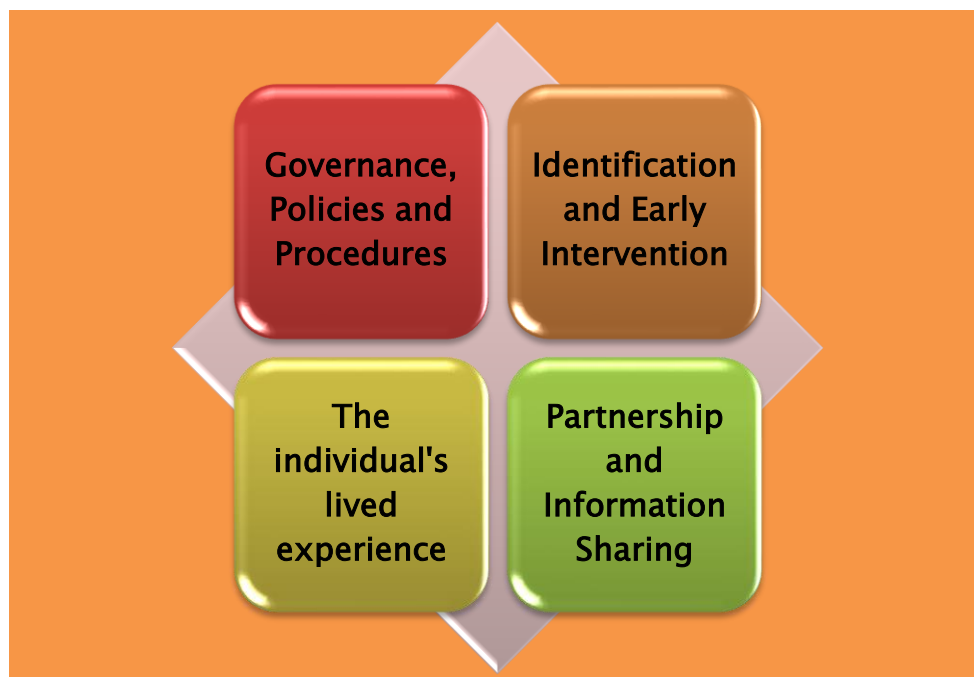 Governance,
Policies and
Procedures
Identification
and Early
Intervention
The
individual's
lived
experience
Partnership
and
Information
Sharing